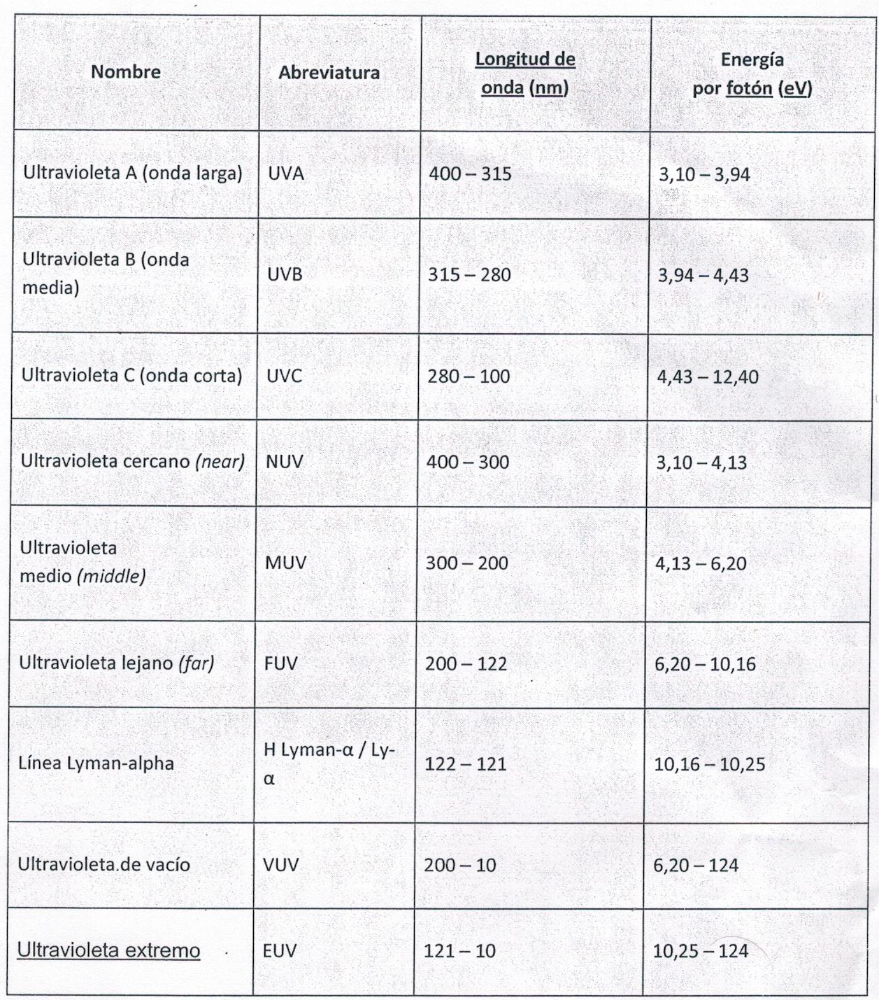 Nombre
Abreviatura
Longitud de
onda (nm)
Energía
por fotón (eV)
Ultravioleta A (onda larga)
UVA
400 – 315
3,10 – 3,94
Ultravioleta B (onda
media)
UVB
315 – 280
3,94 – 4,43
Ultravioleta C (onda corta)
UVC
280 – 100
4,43 – 12,40
Ultravioleta cercano (near)
NUV
400 – 300
3,10 – 4,13
Ultravioleta
medio (middle)
MUV
300 – 200
4,13 – 6,20
Ultravioleta lejano (far)
FUV
200 – 122
6,20 – 10,16
Línea Lyman-alpha
H Lyman-α / Ly-
α
122 – 121
10,16 – 10,25
Ultravioleta de vacío
VUV
200 – 10
6,20 – 124
Ultravioleta extremo
EUV
121 – 10
10,25 – 124